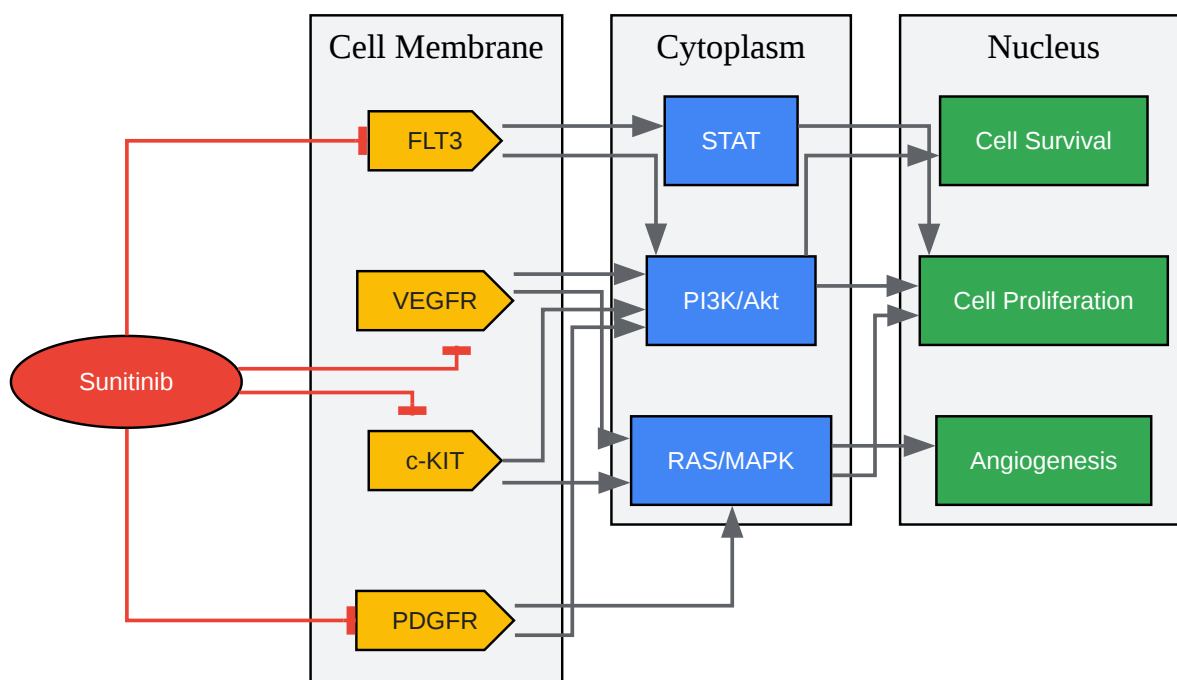 Cell Membrane
Cytoplasm
Nucleus
FLT3
STAT
Cell Survival
VEGFR
PI3K/Akt
Cell Proliferation
Sunitinib
c-KIT
RAS/MAPK
Angiogenesis
PDGFR